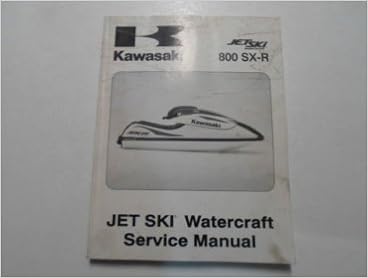 Kawasaki
JET SKI
800 SX-R
Kawasaki
JET SKI Watercraft
Service Manual